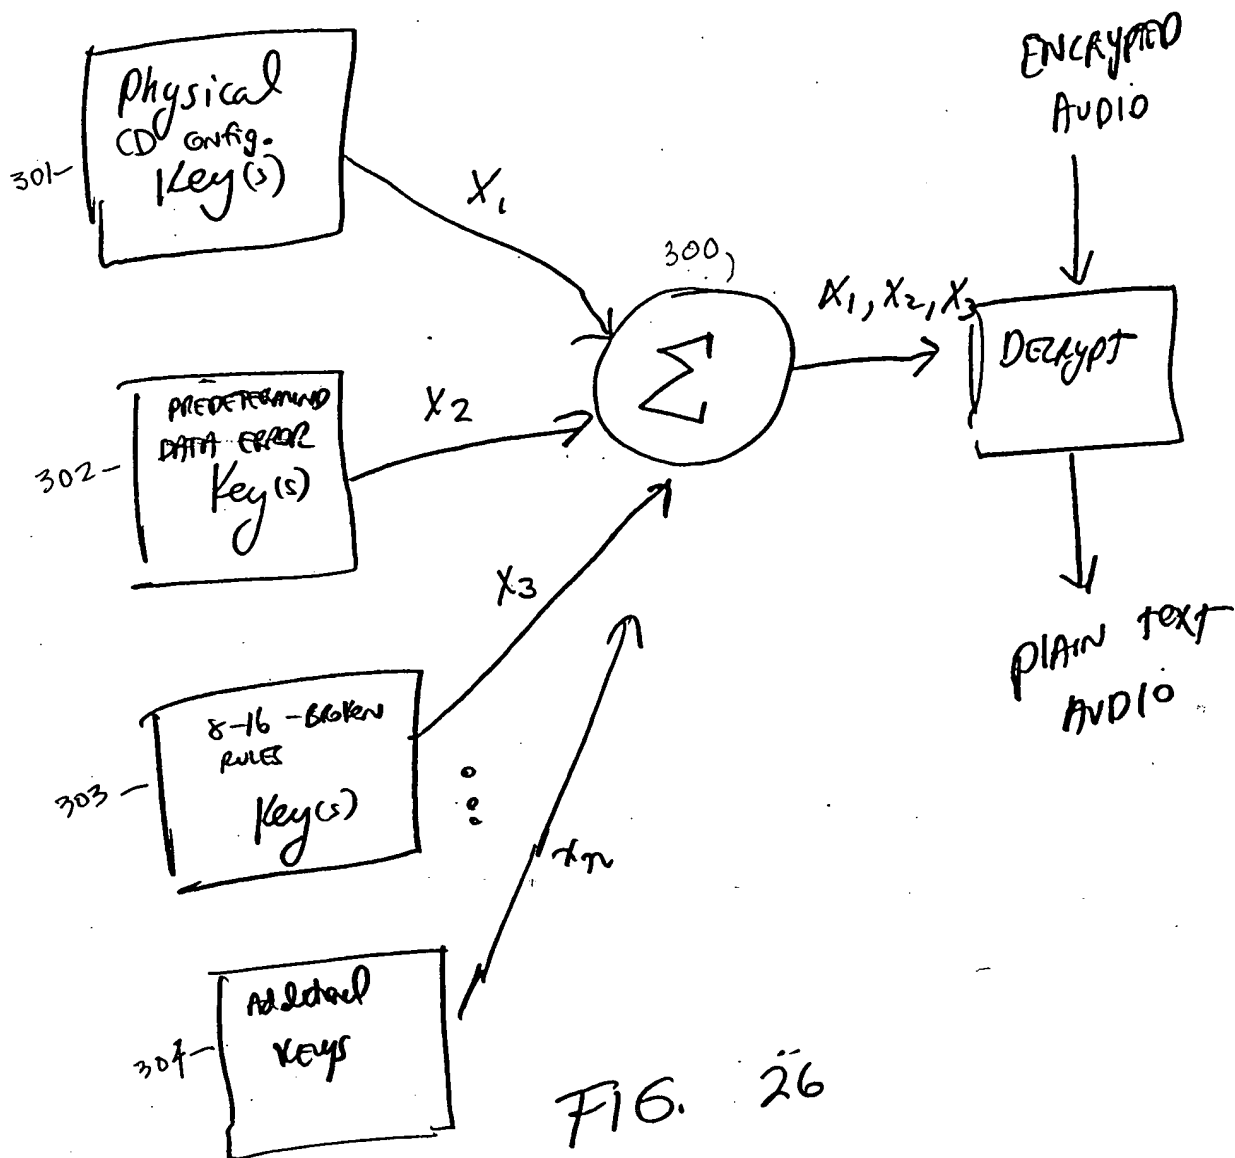 Physical
CD Config.
Key(s)
301
X1
ENCRYPTED
AUDIO
300
Σ
X1, X2, X3
DECRYPT
PREDETERMIND
DATA ERROR
Key(s)
302
X2
X3
PLAIN TEXT
AUDIO
8-16 - BROKEN
RULES
Key(s)
303
xn
Additional
KEYS
304
FIG. 26